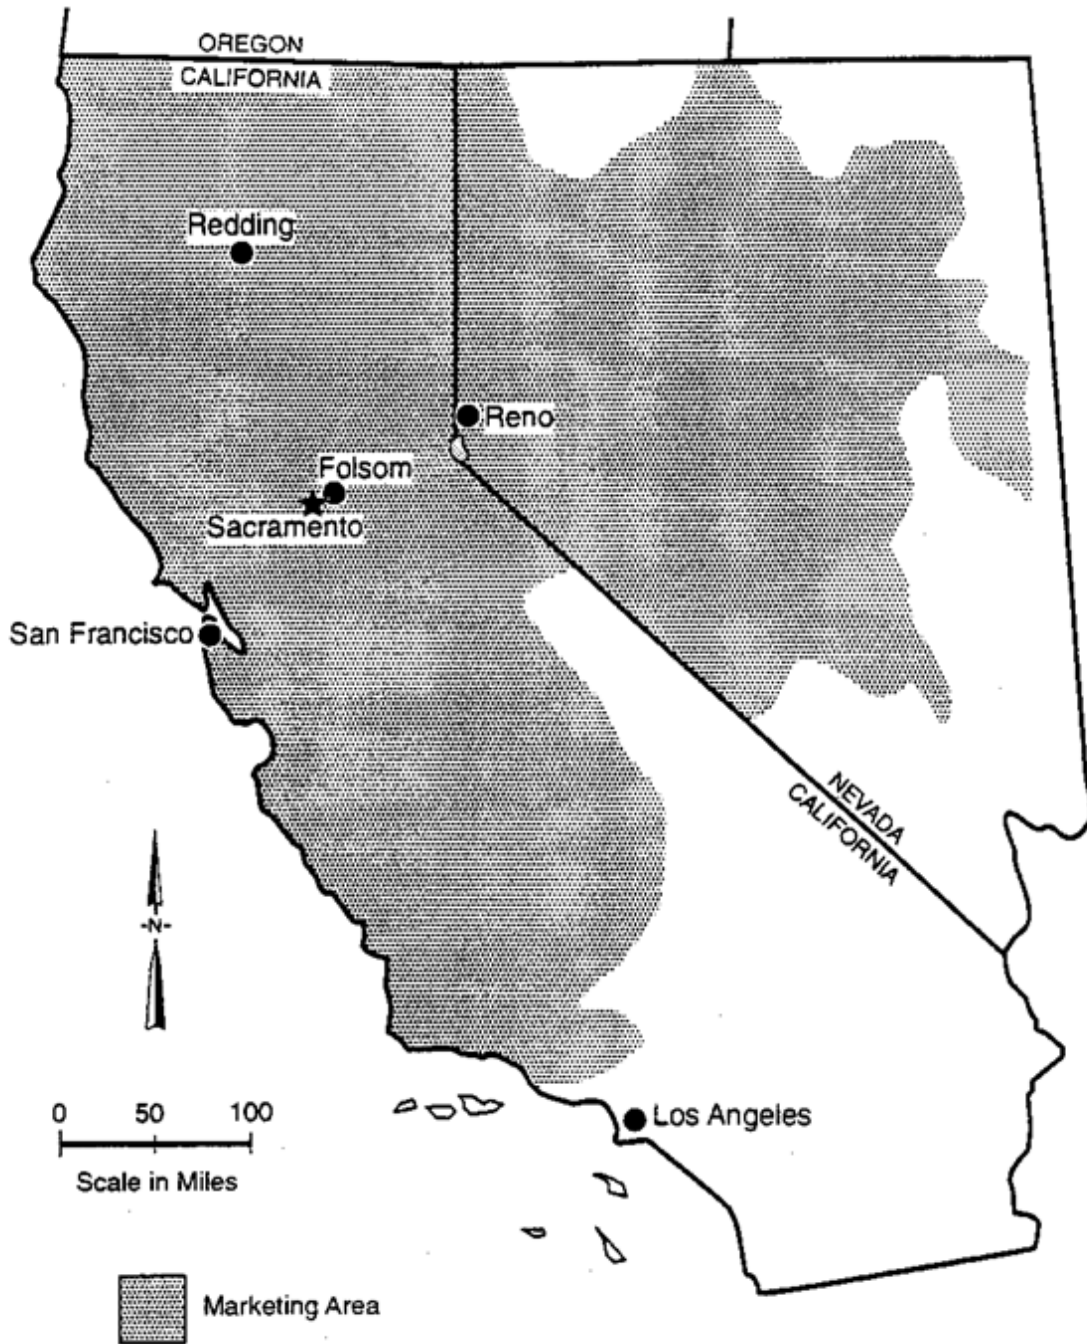 OREGON
CALIFORNIA
Redding
Reno
Folsom
Sacramento
San Francisco
NEVADA
CALIFORNIA
-N-
0 50 100
Scale in Miles
Los Angeles
Marketing Area